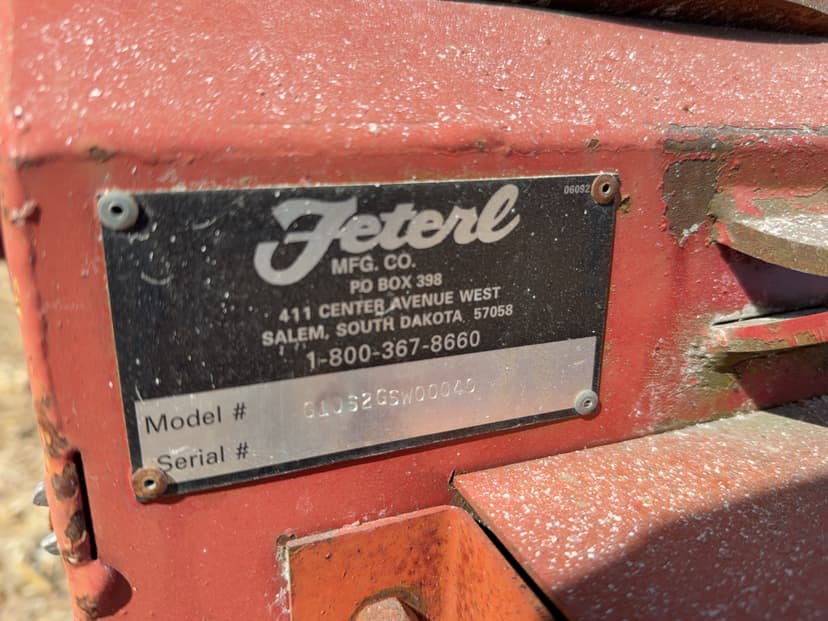 06092
Feterl
MFG. CO.
PO BOX 398
411 CENTER AVENUE WEST
SALEM, SOUTH DAKOTA 57058
1-800-367-8660
Model # G10S2GSW00040
Serial #